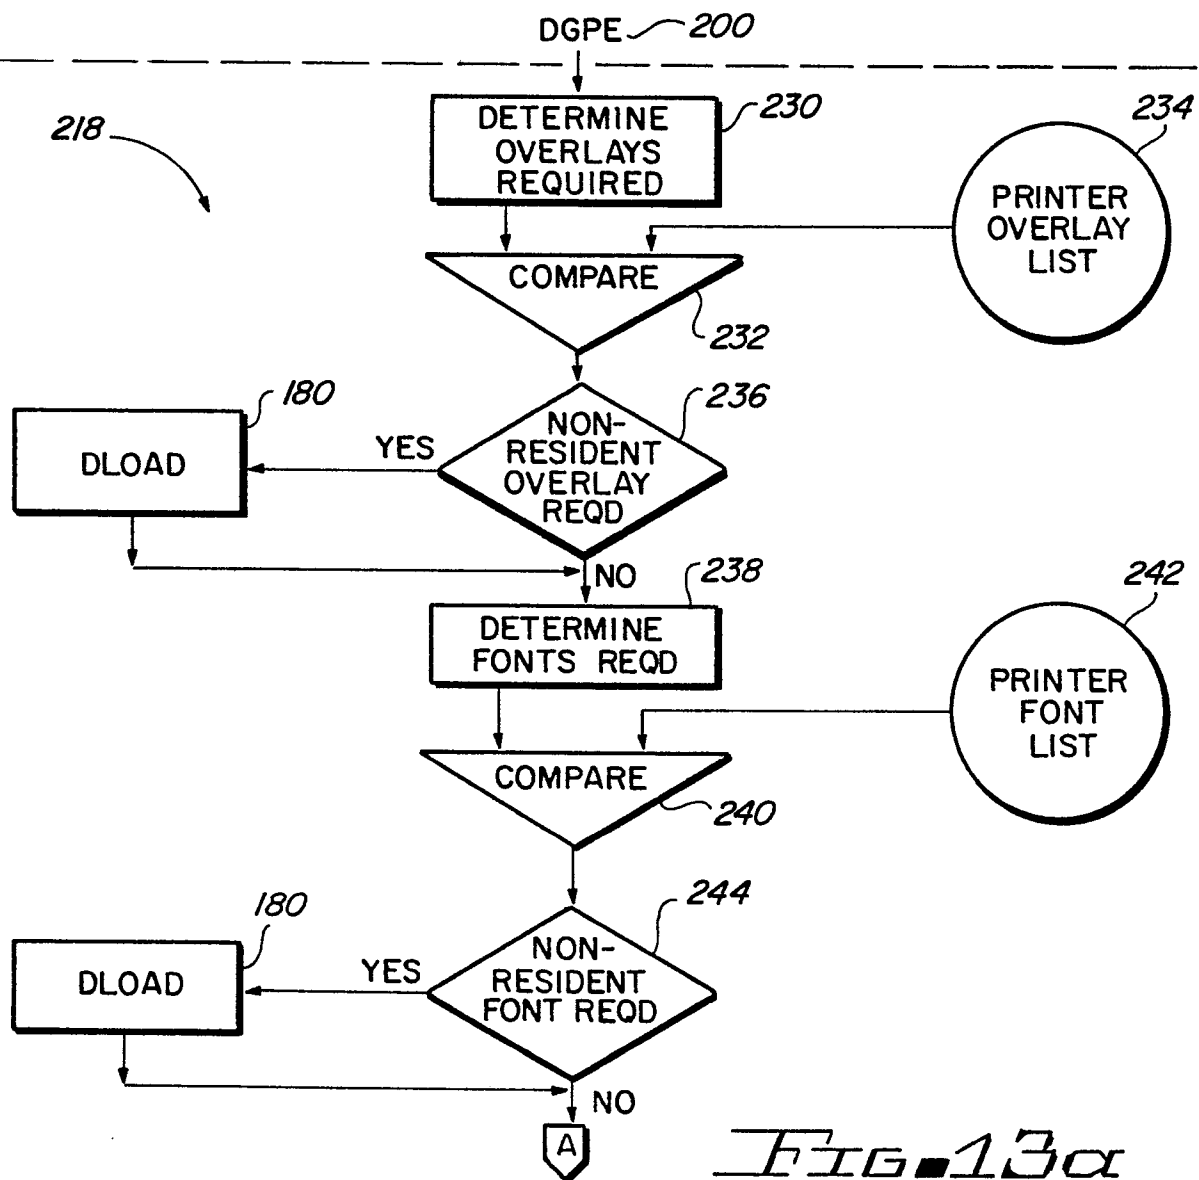 DGPE 200
218
DETERMINE
OVERLAYS
REQUIRED
230
234
PRINTER
OVERLAY
LIST
COMPARE
232
236
NON-
RESIDENT
OVERLAY
REQD
YES
180
DLOAD
NO
238
DETERMINE
FONTS REQD
242
PRINTER
FONT
LIST
COMPARE
240
244
NON-
RESIDENT
FONT REQD
YES
180
DLOAD
NO
A
FIG. 13a